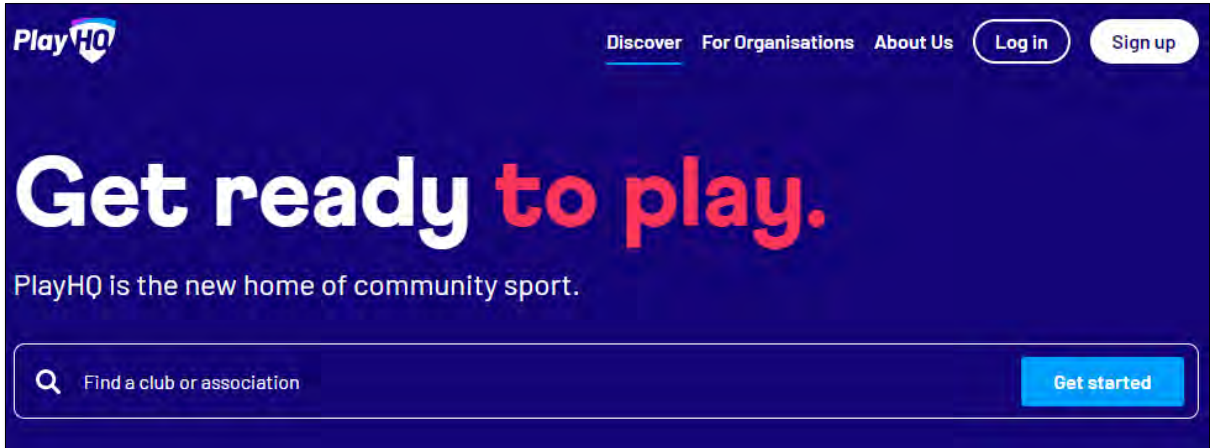 PlayHQ
Discover For Organisations About Us Log in Sign up
Get ready to play.
PlayHQ is the new home of community sport.
Find a club or association Get started